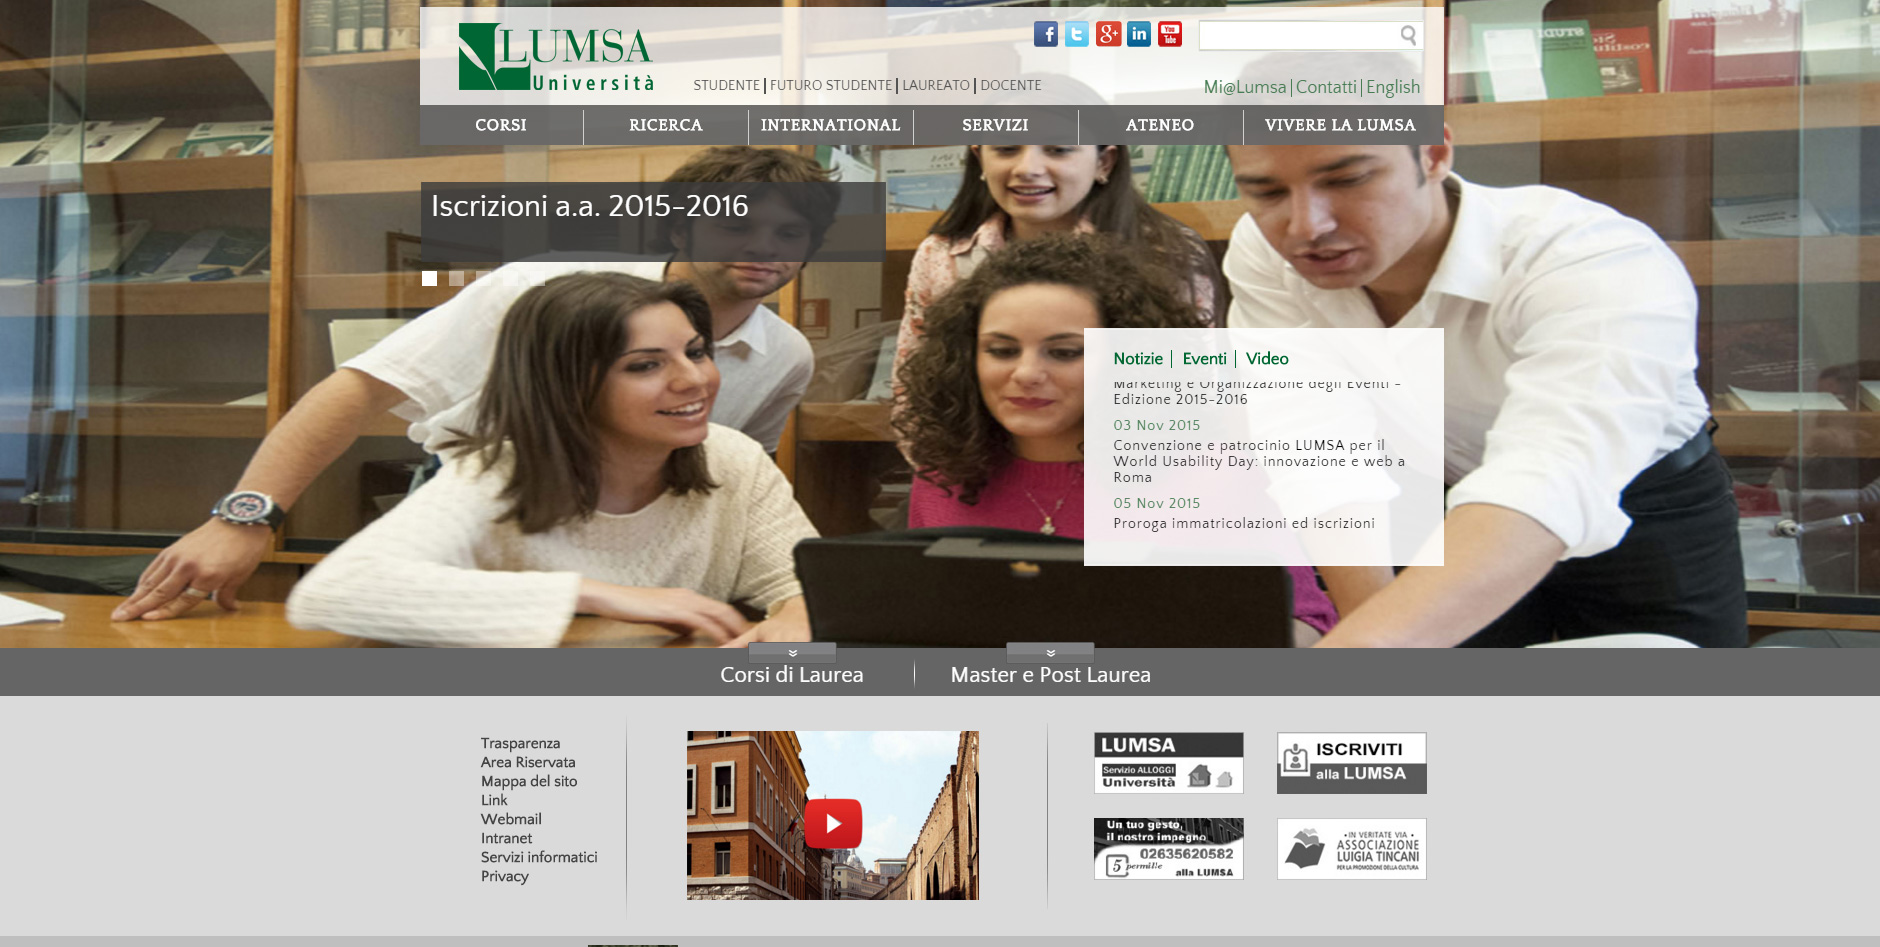 LUMSA
Università
STUDENTE | FUTURO STUDENTE | LAUREATO | DOCENTE
Mi@Lumsa | Contatti | English
CORSI
RICERCA
INTERNATIONAL
SERVIZI
ATENEO
VIVERE LA LUMSA
Iscrizioni a.a. 2015-2016
Notizie | Eventi | Video
Marketing e Organizzazione degli Eventi -
Edizione 2015-2016
03 Nov 2015
Convenzione e patrocinio LUMSA per il
World Usability Day: innovazione e web a
Roma
05 Nov 2015
Proroga immatricolazioni ed iscrizioni
Corsi di Laurea
Master e Post Laurea
Trasparenza
Area Riservata
Mappa del sito
Link
Webmail
Intranet
Servizi informatici
Privacy
LUMSA
Servizio ALLOGGI
Università
ISCRIVITI
alla LUMSA
Un tuo gesto,
il nostro impegno
02635620582
5 permille alla LUMSA
· IN VERITATE VIA ·
ASSOCIAZIONE
LUIGIA TINCANI
PER LA PROMOZIONE DELLA CULTURA